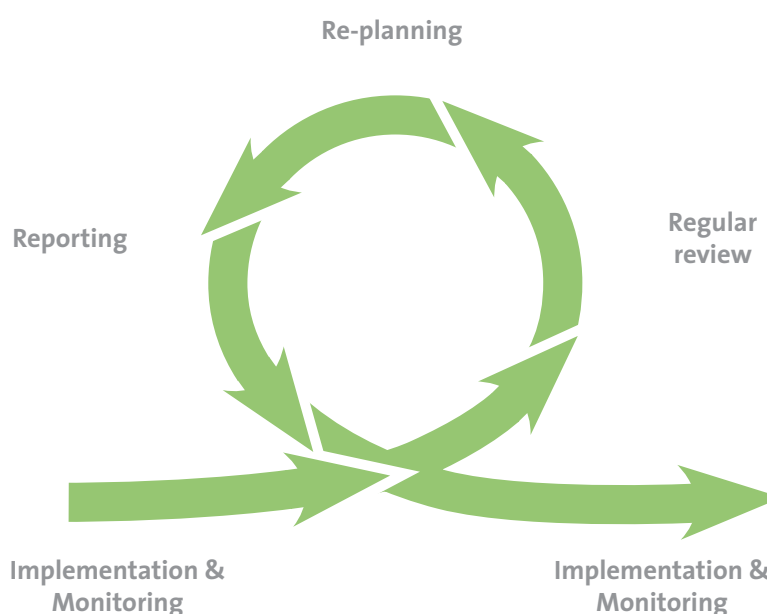 Re-planning
Reporting
Regular
review
Implementation &
Monitoring
Implementation &
Monitoring